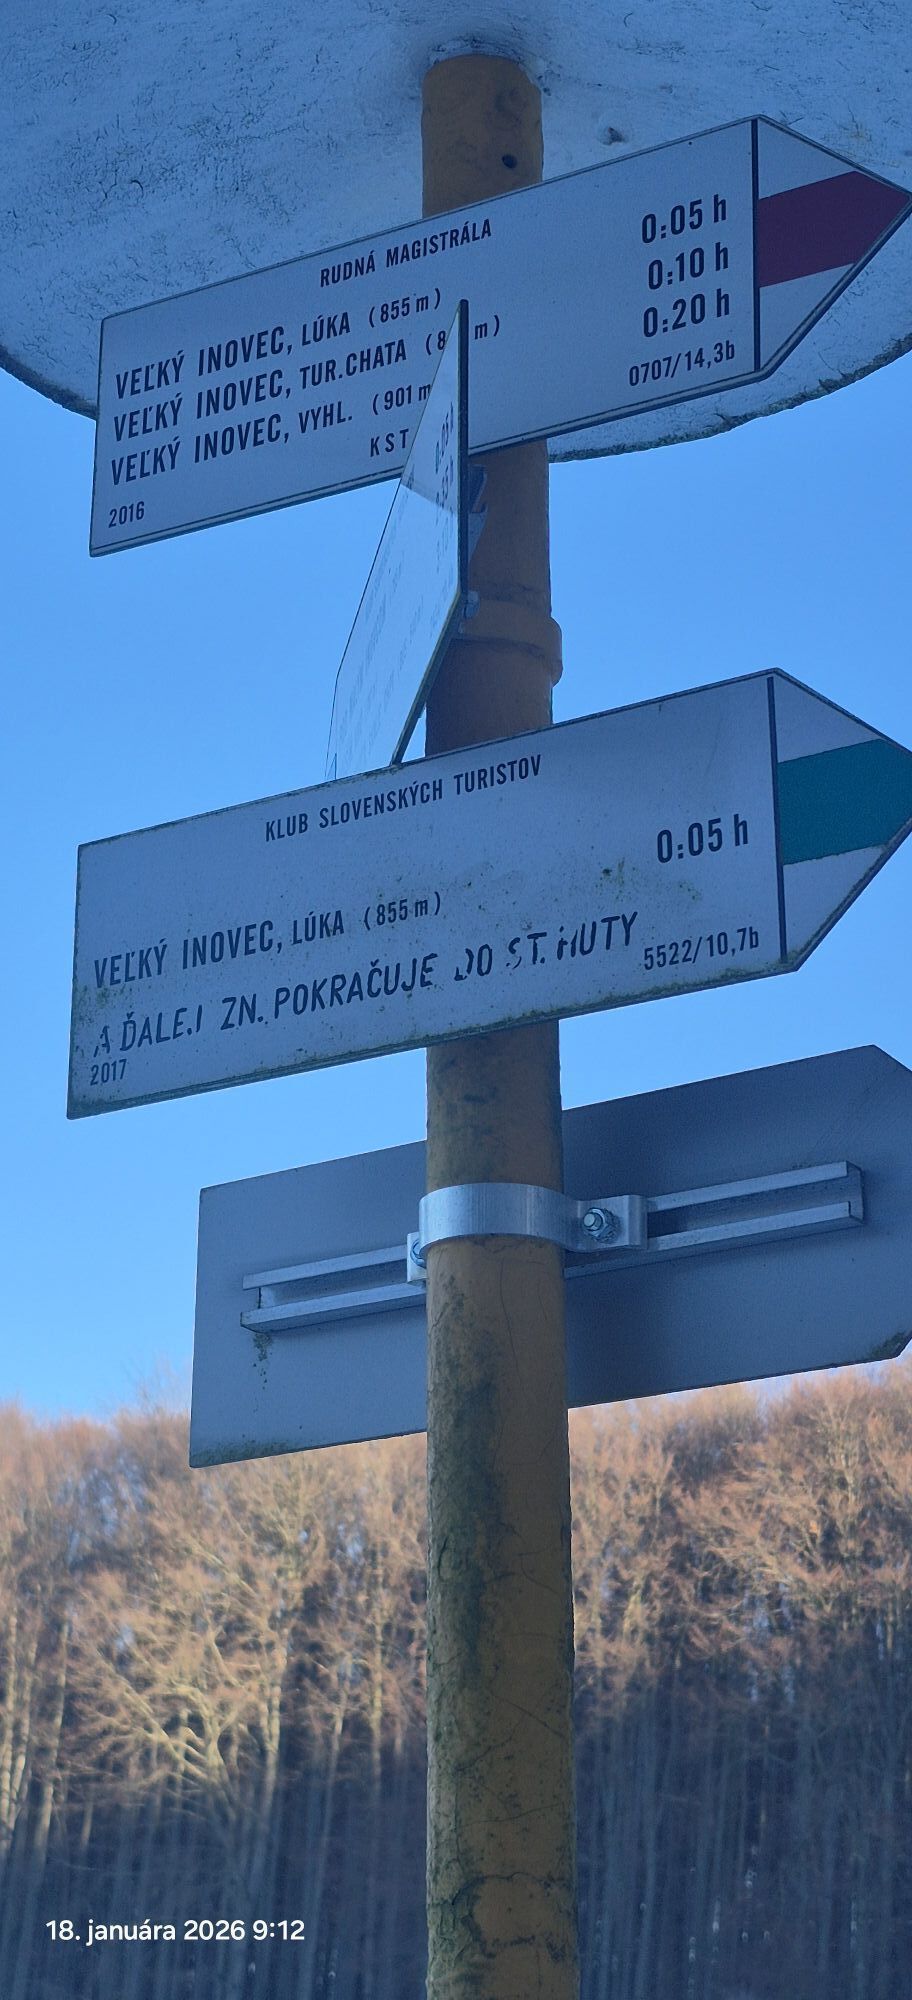 RUDNÁ MAGISTRÁLA
VEĽKÝ INOVEC, LÚKA (855 m) 0:05 h
VEĽKÝ INOVEC, TUR.CHATA 0:10 h
VEĽKÝ INOVEC, VYHL. (901 m 0:20 h
KST
0707/14,3b
2016
KLUB SLOVENSKÝCH TURISTOV
0:05 h
VEĽKÝ INOVEC, LÚKA (855 m)
A ĎALEJ ZN. POKRAČUJE DO ST. HUTY
5522/10,7b
2017
18. januára 2026 9:12